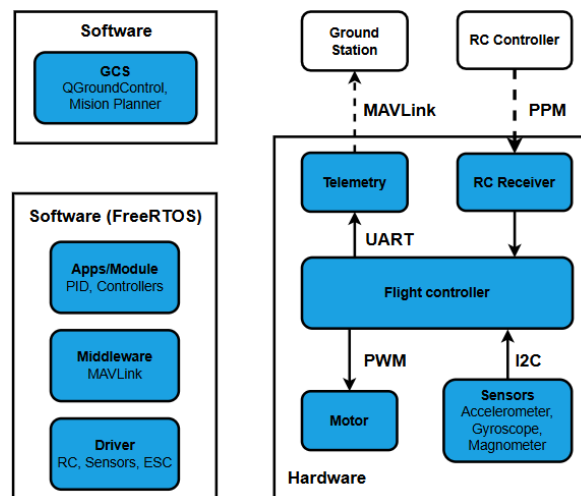 Software
GCS
QGroundControl,
Mision Planner
Software (FreeRTOS)
Apps/Module
PID, Controllers
Middleware
MAVLink
Driver
RC, Sensors, ESC
Ground
Station
RC Controller
MAVLink
PPM
Telemetry
RC Receiver
UART
Flight controller
PWM
I2C
Motor
Sensors
Accelerometer,
Gyroscope,
Magnometer
Hardware